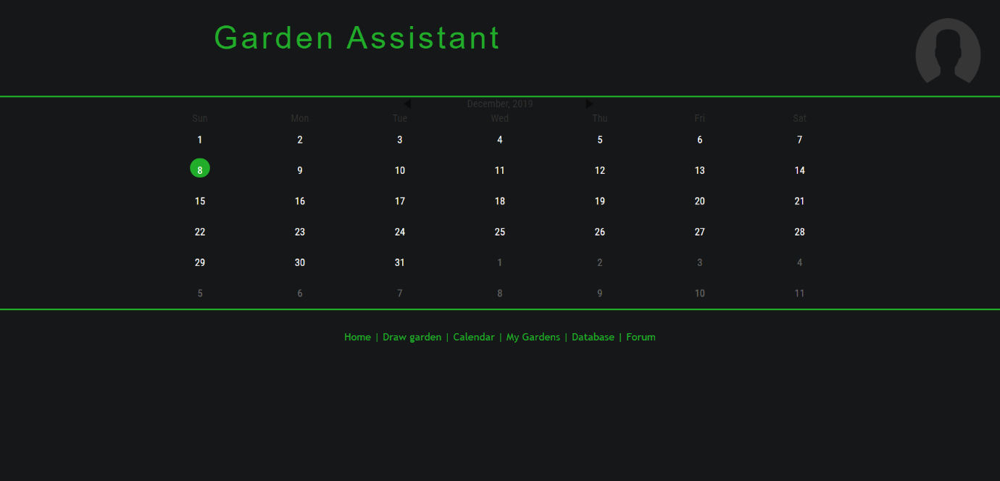 Garden Assistant
December, 2019
Sun Mon Tue Wed Thu Fri Sat
1 2 3 4 5 6 7
8 9 10 11 12 13 14
15 16 17 18 19 20 21
22 23 24 25 26 27 28
29 30 31 1 2 3 4
5 6 7 8 9 10 11
Home | Draw garden | Calendar | My Gardens | Database | Forum